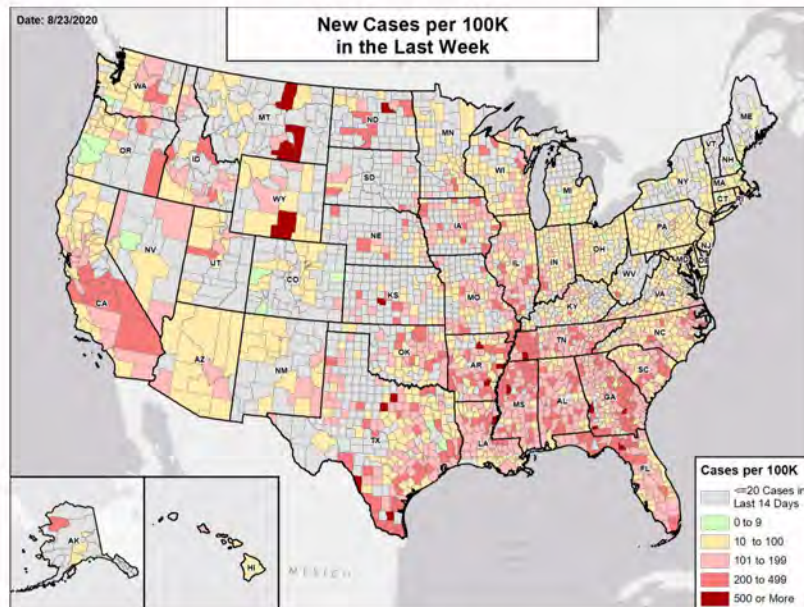 Date: 8/23/2020
New Cases per 100K
in the Last Week
WA
MT
ND
MN
ME
OR
ID
SD
WI
VT
NH
NY
MA
CT
RI
MI
WY
IA
PA
NJ
NE
NV
UT
CO
IL
IN
OH
MD
DE
WV
VA
CA
KS
MO
KY
NC
TN
AZ
NM
OK
AR
SC
MS
AL
GA
TX
LA
FL
AK
HI
MEXICO
Cases per 100K
<=20 Cases in
Last 14 Days
0 to 9
10 to 100
101 to 199
200 to 499
500 or More